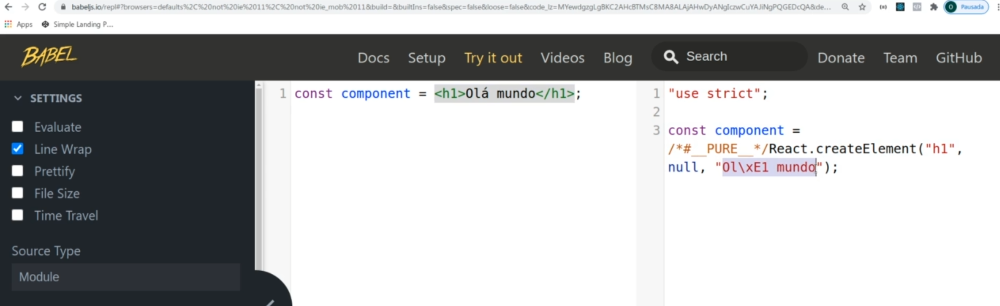 babeljs.io/repl#?browsers=defaults%2C%20not%20ie%2011%2C%20not%20ie_mob%2011&build=&builtIns=false&spec=false&loose=false&code_lz=MYewdgzgLgBKC2AHcBTMsC8MA8ALAjAHwDyANgIczwCuYAJiNgPQGEDcQA&de... Pausada
Apps Simple Landing P...
BABEL Docs Setup Try it out Videos Blog Search Donate Team GitHub
SETTINGS
Evaluate
Line Wrap
Prettify
File Size
Time Travel
Source Type
Module
1 const component = <h1>Olá mundo</h1>;
1 "use strict";
2
3 const component =
/*#__PURE__*/React.createElement("h1",
null, "Ol\xE1 mundo");